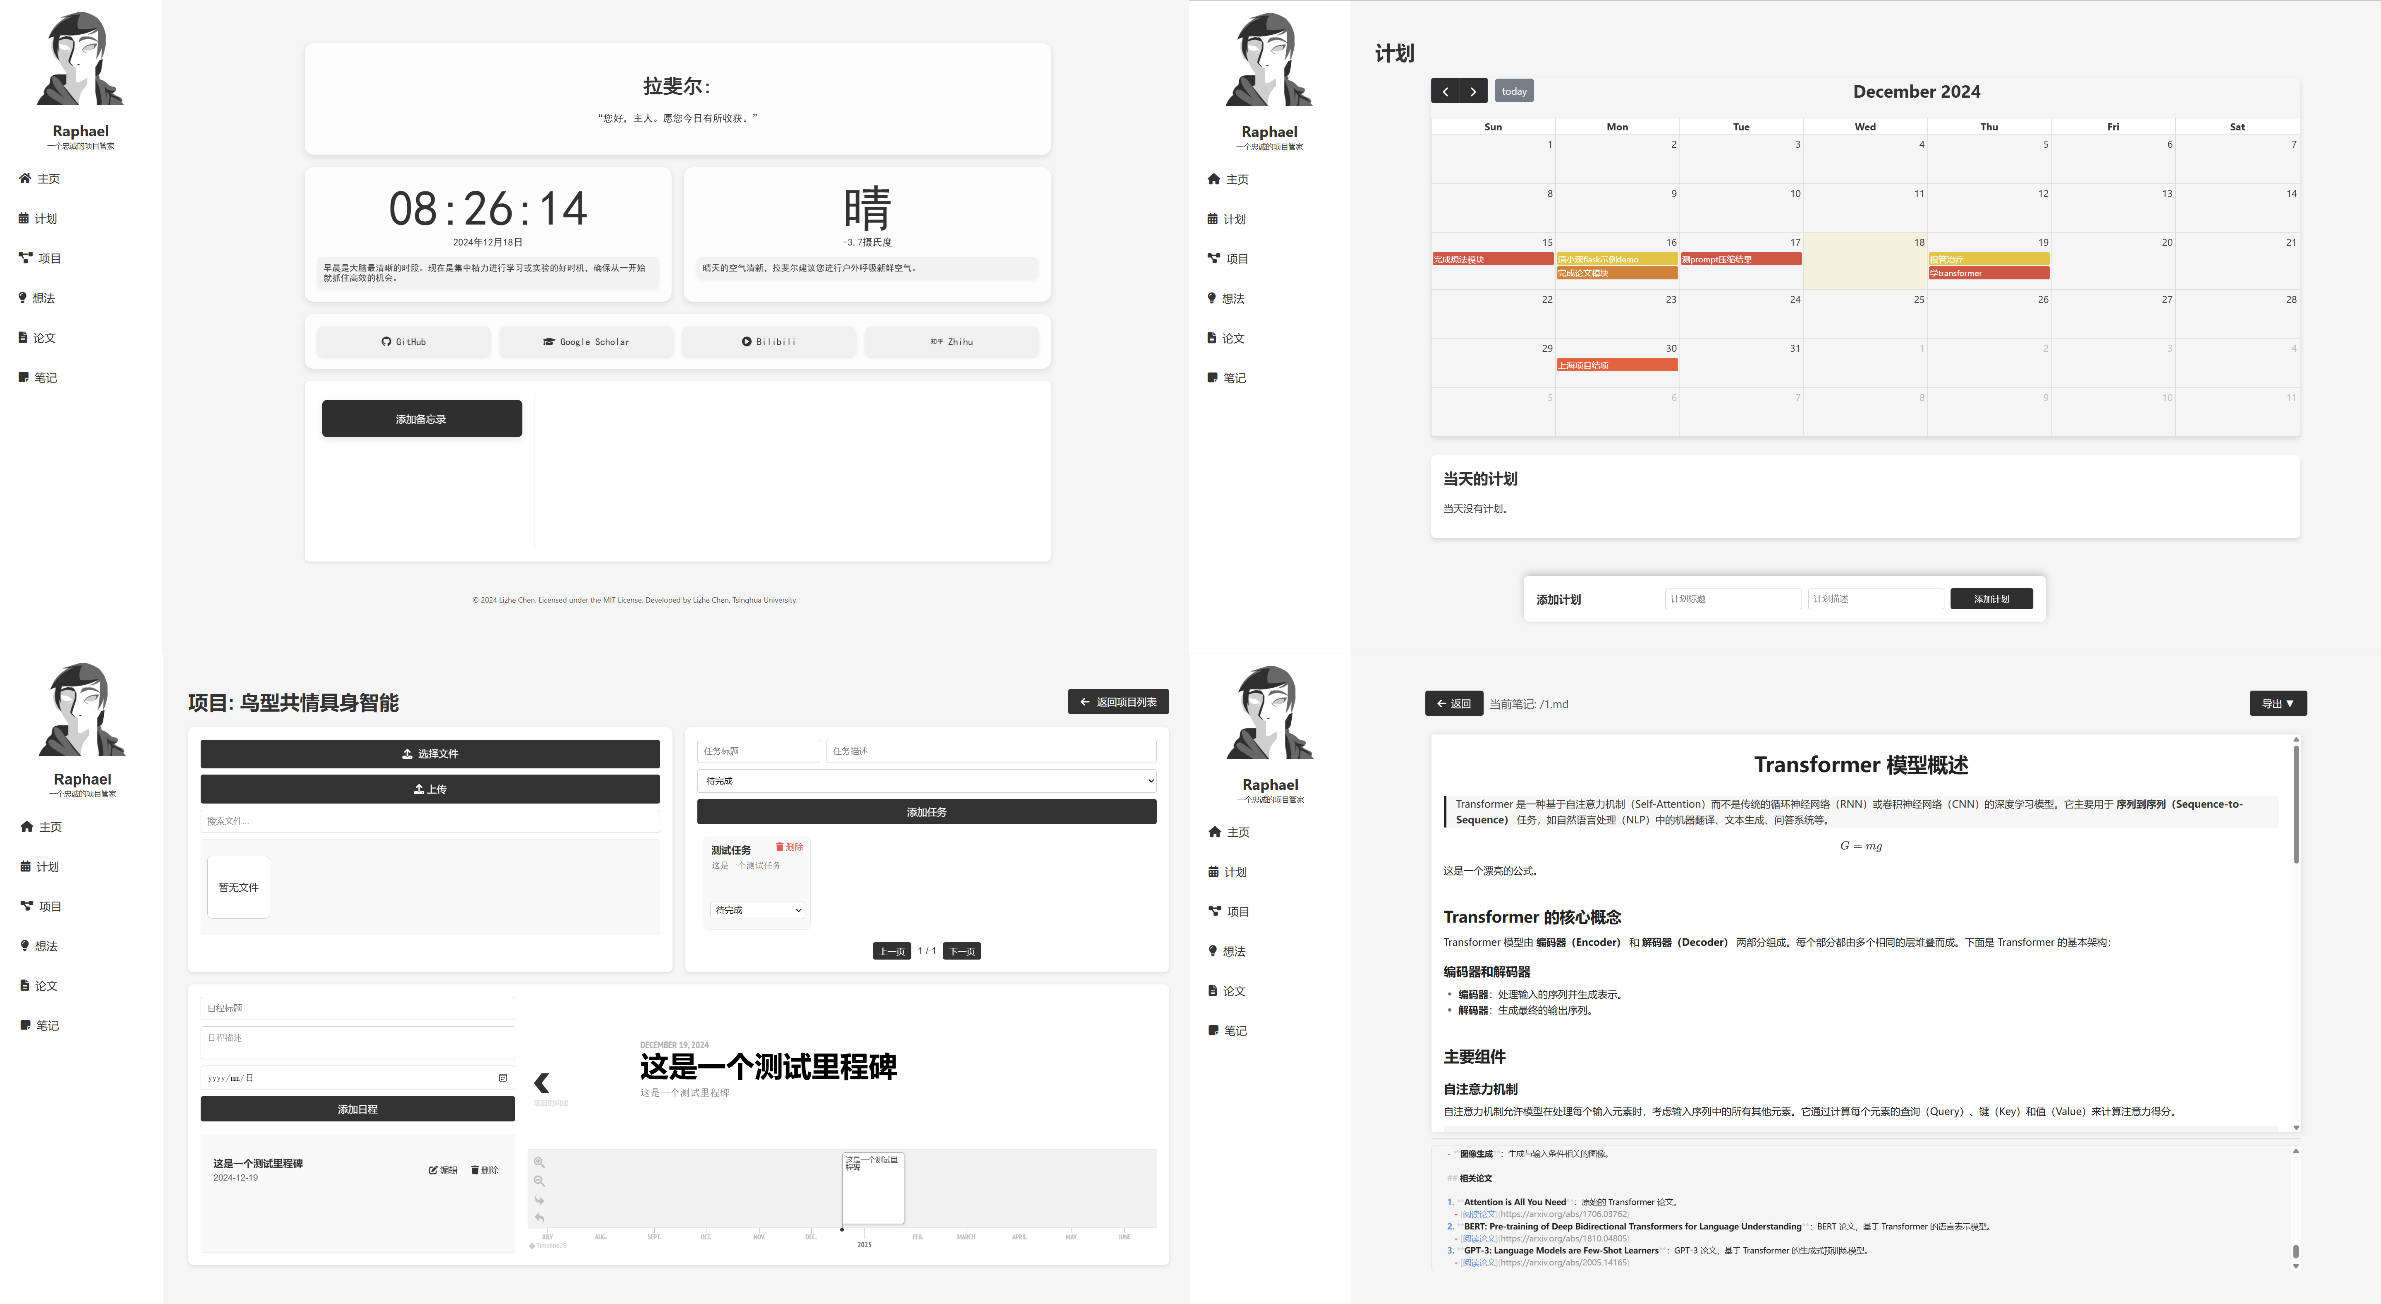 Raphael
一个忠诚的项目管家
主页
计划
项目
想法
论文
笔记
拉斐尔：
“您好，主人。愿您今日有所收获。”
08:26:14
2024年12月18日
早晨是大脑最清晰的时段。现在是集中精力进行学习或实验的好时机，确保从一开始
就抓住高效的机会。
晴
-3.7摄氏度
晴天的空气清新，拉斐尔建议您进行户外呼吸新鲜空气。
GitHub
Google Scholar
Bilibili
知乎 Zhihu
添加备忘录
© 2024 Lizhe Chen. Licensed under the MIT License. Developed by Lizhe Chen, Tsinghua University.
Raphael
一个忠诚的项目管家
主页
计划
项目
想法
论文
笔记
计划
today
December 2024
Sun Mon Tue Wed Thu Fri Sat
1 2 3 4 5 6 7
8 9 10 11 12 13 14
15 16 17 18 19 20 21
完成想法模块
flask示例demo
测prompt压缩结果
根管治疗
完成论文模块
学transformer
22 23 24 25 26 27 28
29 30 31 1 2 3 4
上海项目结项
5 6 7 8 9 10 11
当天的计划
当天没有计划。
添加计划
计划标题
计划描述
添加计划
Raphael
一个忠诚的项目管家
主页
计划
项目
想法
论文
笔记
项目: 鸟型共情具身智能
返回项目列表
选择文件
上传
搜索文件...
暂无文件
任务标题
任务描述
待完成
添加任务
测试任务
删除
这是一个测试任务
待完成
上一页
1 / 1
下一页
日程标题
日程描述
yyyy/mm/日
添加日程
这是一个测试里程碑
2024-12-19
编辑
删除
DECEMBER 19, 2024
这是一个测试里程碑
这是一个测试里程碑
这是一个测试里
程碑
JULY AUG. SEPT. OCT. NOV. DEC. 2025 FEB. MARCH APRIL MAY JUNE
TimelineJS
Raphael
一个忠诚的项目管家
主页
计划
项目
想法
论文
笔记
返回
当前笔记: /1.md
导出 ▼
Transformer 模型概述
Transformer 是一种基于自注意力机制（Self-Attention）而不是传统的循环神经网络（RNN）或卷积神经网络（CNN）的深度学习模型。它主要用于 序列到序列（Sequence-to-
Sequence） 任务，如自然语言处理（NLP）中的机器翻译、文本生成、问答系统等。
G = mg
这是一个漂亮的公式。
Transformer 的核心概念
Transformer 模型由 编码器（Encoder） 和 解码器（Decoder） 两部分组成。每个部分都由多个相同的层堆叠而成。下面是 Transformer 的基本架构：
编码器和解码器
• 编码器：处理输入的序列并生成表示。
• 解码器：生成最终的输出序列。
主要组件
自注意力机制
自注意力机制允许模型在处理每个输入元素时，考虑输入序列中的所有其他元素。它通过计算每个元素的查询（Query）、键（Key）和值（Value）来计算注意力得分。
- **图像生成**：生成与输入条件相关的图像。
## 相关论文
1. **Attention is All You Need**：原始的 Transformer 论文。
- [阅读论文](https://arxiv.org/abs/1706.03762)
2. **BERT: Pre-training of Deep Bidirectional Transformers for Language Understanding**：BERT 论文，基于 Transformer 的语言表示模型。
- [阅读论文](https://arxiv.org/abs/1810.04805)
3. **GPT-3: Language Models are Few-Shot Learners**：GPT-3 论文，基于 Transformer 的生成式预训练模型。
- [阅读论文](https://arxiv.org/abs/2005.14165)